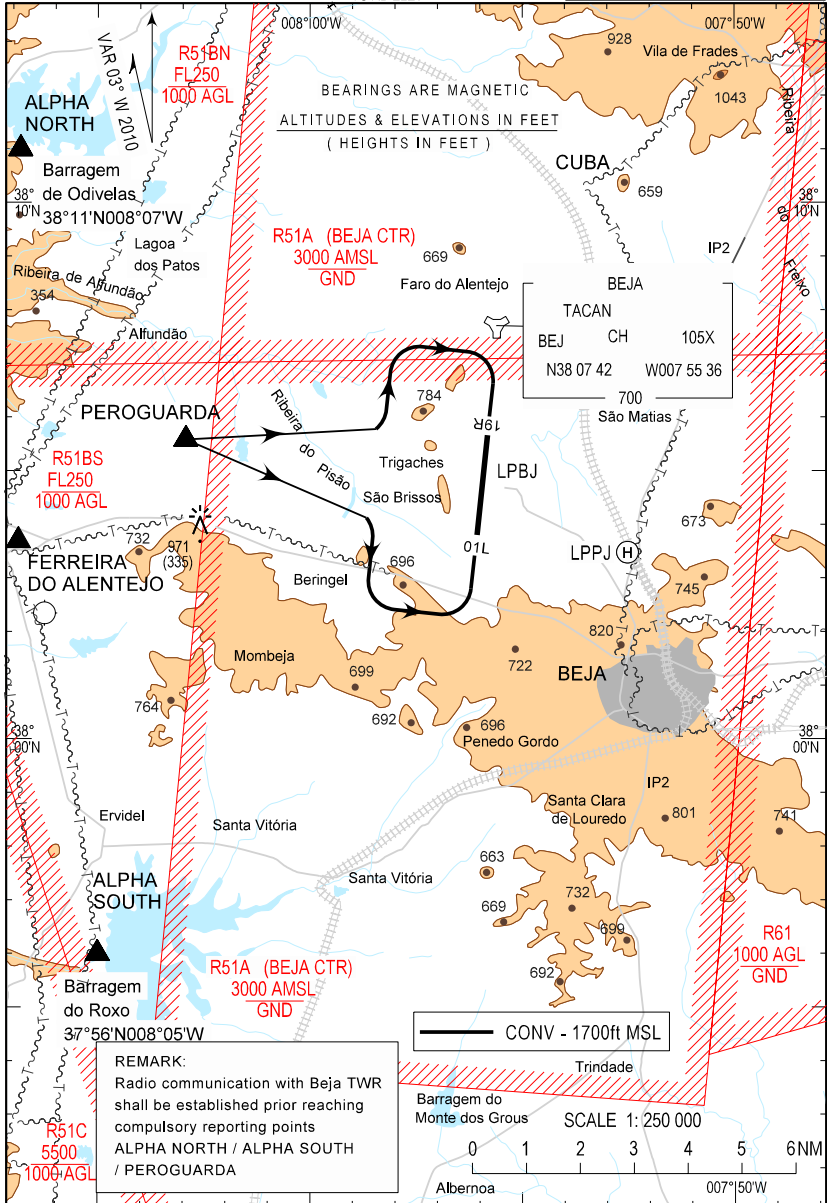 008°00'W
007°50'W
VAR 03° W 2010
R51BN
FL250
1000 AGL
928
Vila de Frades
1043
BEARINGS ARE MAGNETIC
ALTITUDES & ELEVATIONS IN FEET
( HEIGHTS IN FEET )
ALPHA
NORTH
Barragem
de Odivelas
38°11'N008°07'W
CUBA
659
Ribeira
do
Freixo
38°
10'N
38°
10'N
Lagoa
dos Patos
R51A (BEJA CTR)
3000 AMSL
GND
669
Faro do Alentejo
IP2
Ribeira de Alfundão
354
Alfundão
BEJA
TACAN
BEJ CH 105X
N38 07 42 W007 55 36
700
São Matias
PEROGUARDA
784
Ribeira
do
Pisão
19R
Trigaches
São Brissos
LPBJ
R51BS
FL250
1000 AGL
673
732
971
(335)
FERREIRA
DO ALENTEJO
01L
LPPJ
H
Beringel
696
745
820
Mombeja
722
BEJA
699
764
692
696
Penedo Gordo
38°
00'N
38°
00'N
IP2
Santa Clara
de Louredo
801
741
Ervidel
Santa Vitória
663
Santa Vitória
ALPHA
SOUTH
732
669
699
R61
1000 AGL
GND
R51A (BEJA CTR)
3000 AMSL
GND
692
Barragem
do Roxo
37°56'N008°05'W
CONV - 1700ft MSL
REMARK:
Radio communication with Beja TWR
shall be established prior reaching
compulsory reporting points
ALPHA NORTH / ALPHA SOUTH
/ PEROGUARDA
Trindade
Barragem do
Monte dos Grous
SCALE 1: 250 000
R51C
5500
1000 AGL
0 1 2 3 4 5 6NM
Albernoa
007°50'W